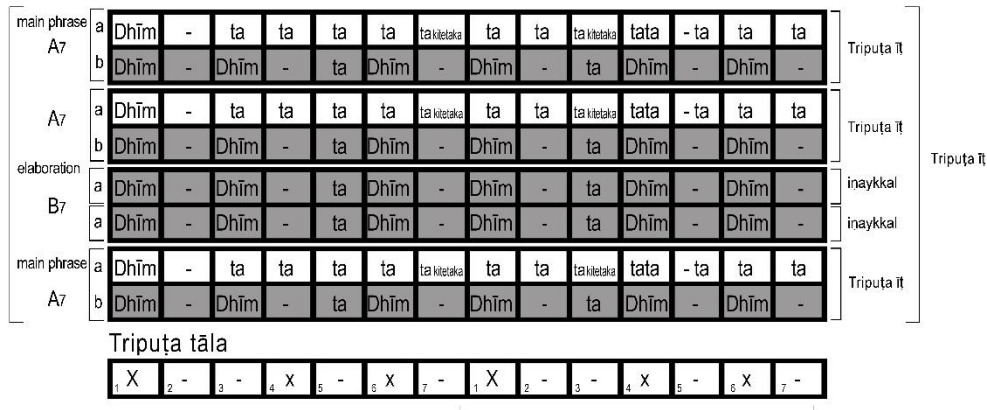 main phrase a Dhīm - ta ta ta ta ta kitetaka ta ta ta kitetaka tata - ta ta ta
A7 Tripuṭa īṭ
b Dhīm - Dhīm - ta Dhīm - Dhīm - ta Dhīm - Dhīm -
A7 a Dhīm - ta ta ta ta ta kitetaka ta ta ta kitetaka tata - ta ta ta
Tripuṭa īṭ
b Dhīm - Dhīm - ta Dhīm - Dhīm - ta Dhīm - Dhīm -
Tripuṭa īṭ
elaboration a Dhīm - Dhīm - ta Dhīm - Dhīm - ta Dhīm - Dhīm - iṇaykkal
B7
a Dhīm - Dhīm - ta Dhīm - Dhīm - ta Dhīm - Dhīm - iṇaykkal
main phrase a Dhīm - ta ta ta ta ta kitetaka ta ta ta kitetaka tata - ta ta ta
Tripuṭa īṭ
A7 b Dhīm - Dhīm - ta Dhīm - Dhīm - ta Dhīm - Dhīm -
Tripuṭa tāla
1 X 2 - 3 - 4 X 5 - 6 X 7 - 1 X 2 - 3 - 4 X 5 - 6 X 7 -